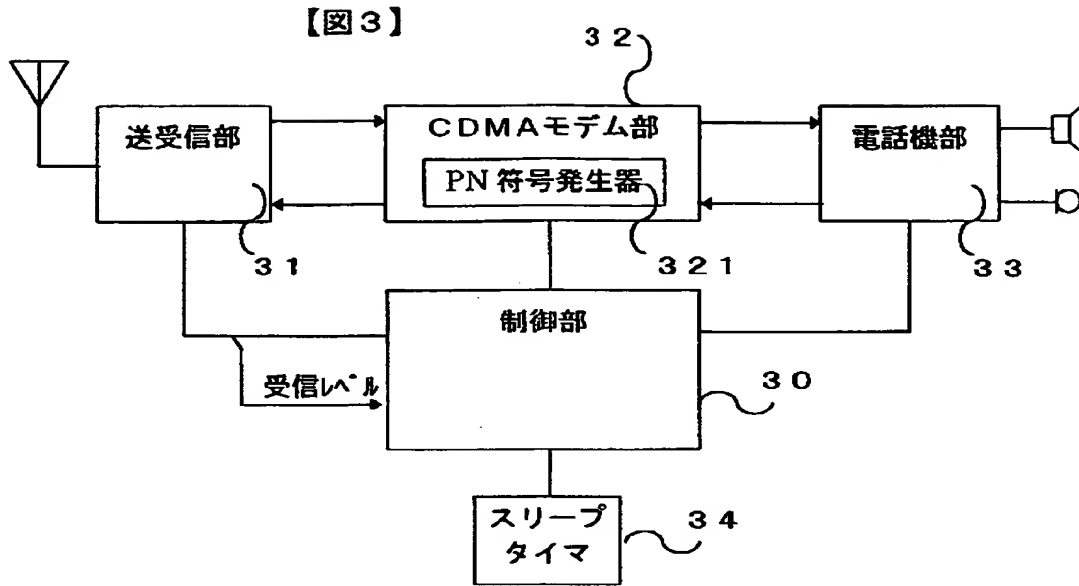 【図3】
32
送受信部
CDMAモデム部
電話機部
PN 符号発生器
31
321
33
制御部
受信ﾚﾍﾞﾙ
30
スリープ
タイマ
34